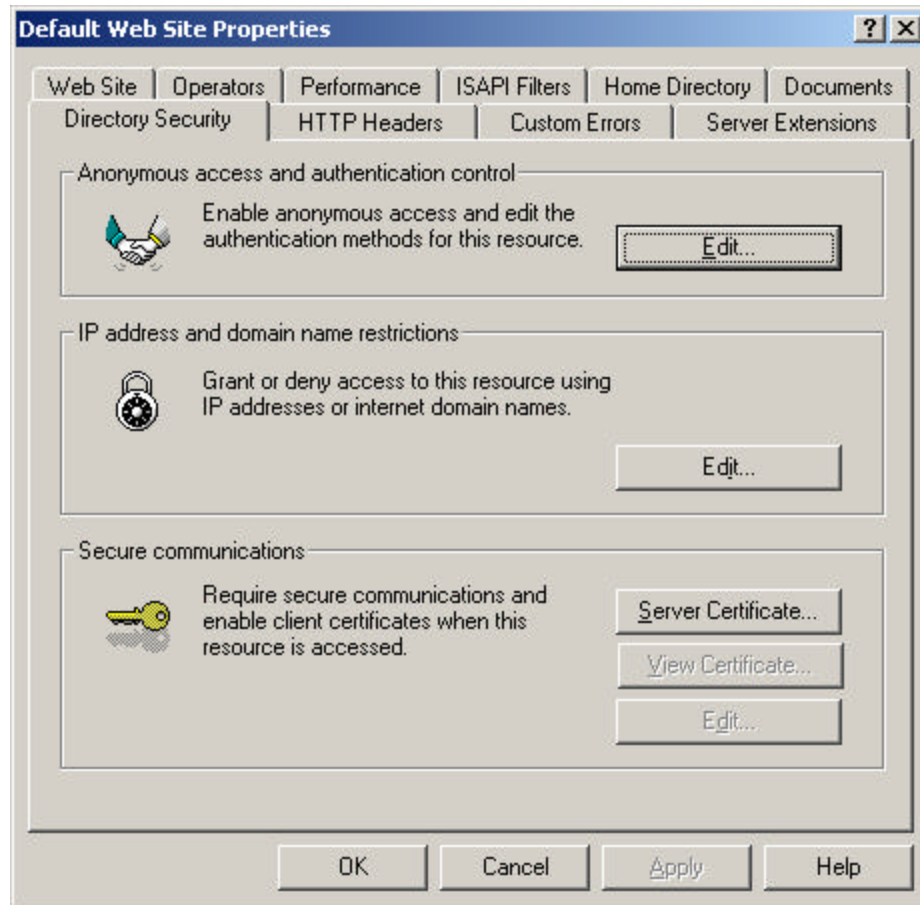 Default Web Site Properties
Web Site Operators Performance ISAPI Filters Home Directory Documents
Directory Security HTTP Headers Custom Errors Server Extensions
Anonymous access and authentication control
Enable anonymous access and edit the
authentication methods for this resource.
Edit...
IP address and domain name restrictions
Grant or deny access to this resource using
IP addresses or internet domain names.
Edit...
Secure communications
Require secure communications and
enable client certificates when this
resource is accessed.
Server Certificate...
View Certificate...
Edit...
OK Cancel Apply Help